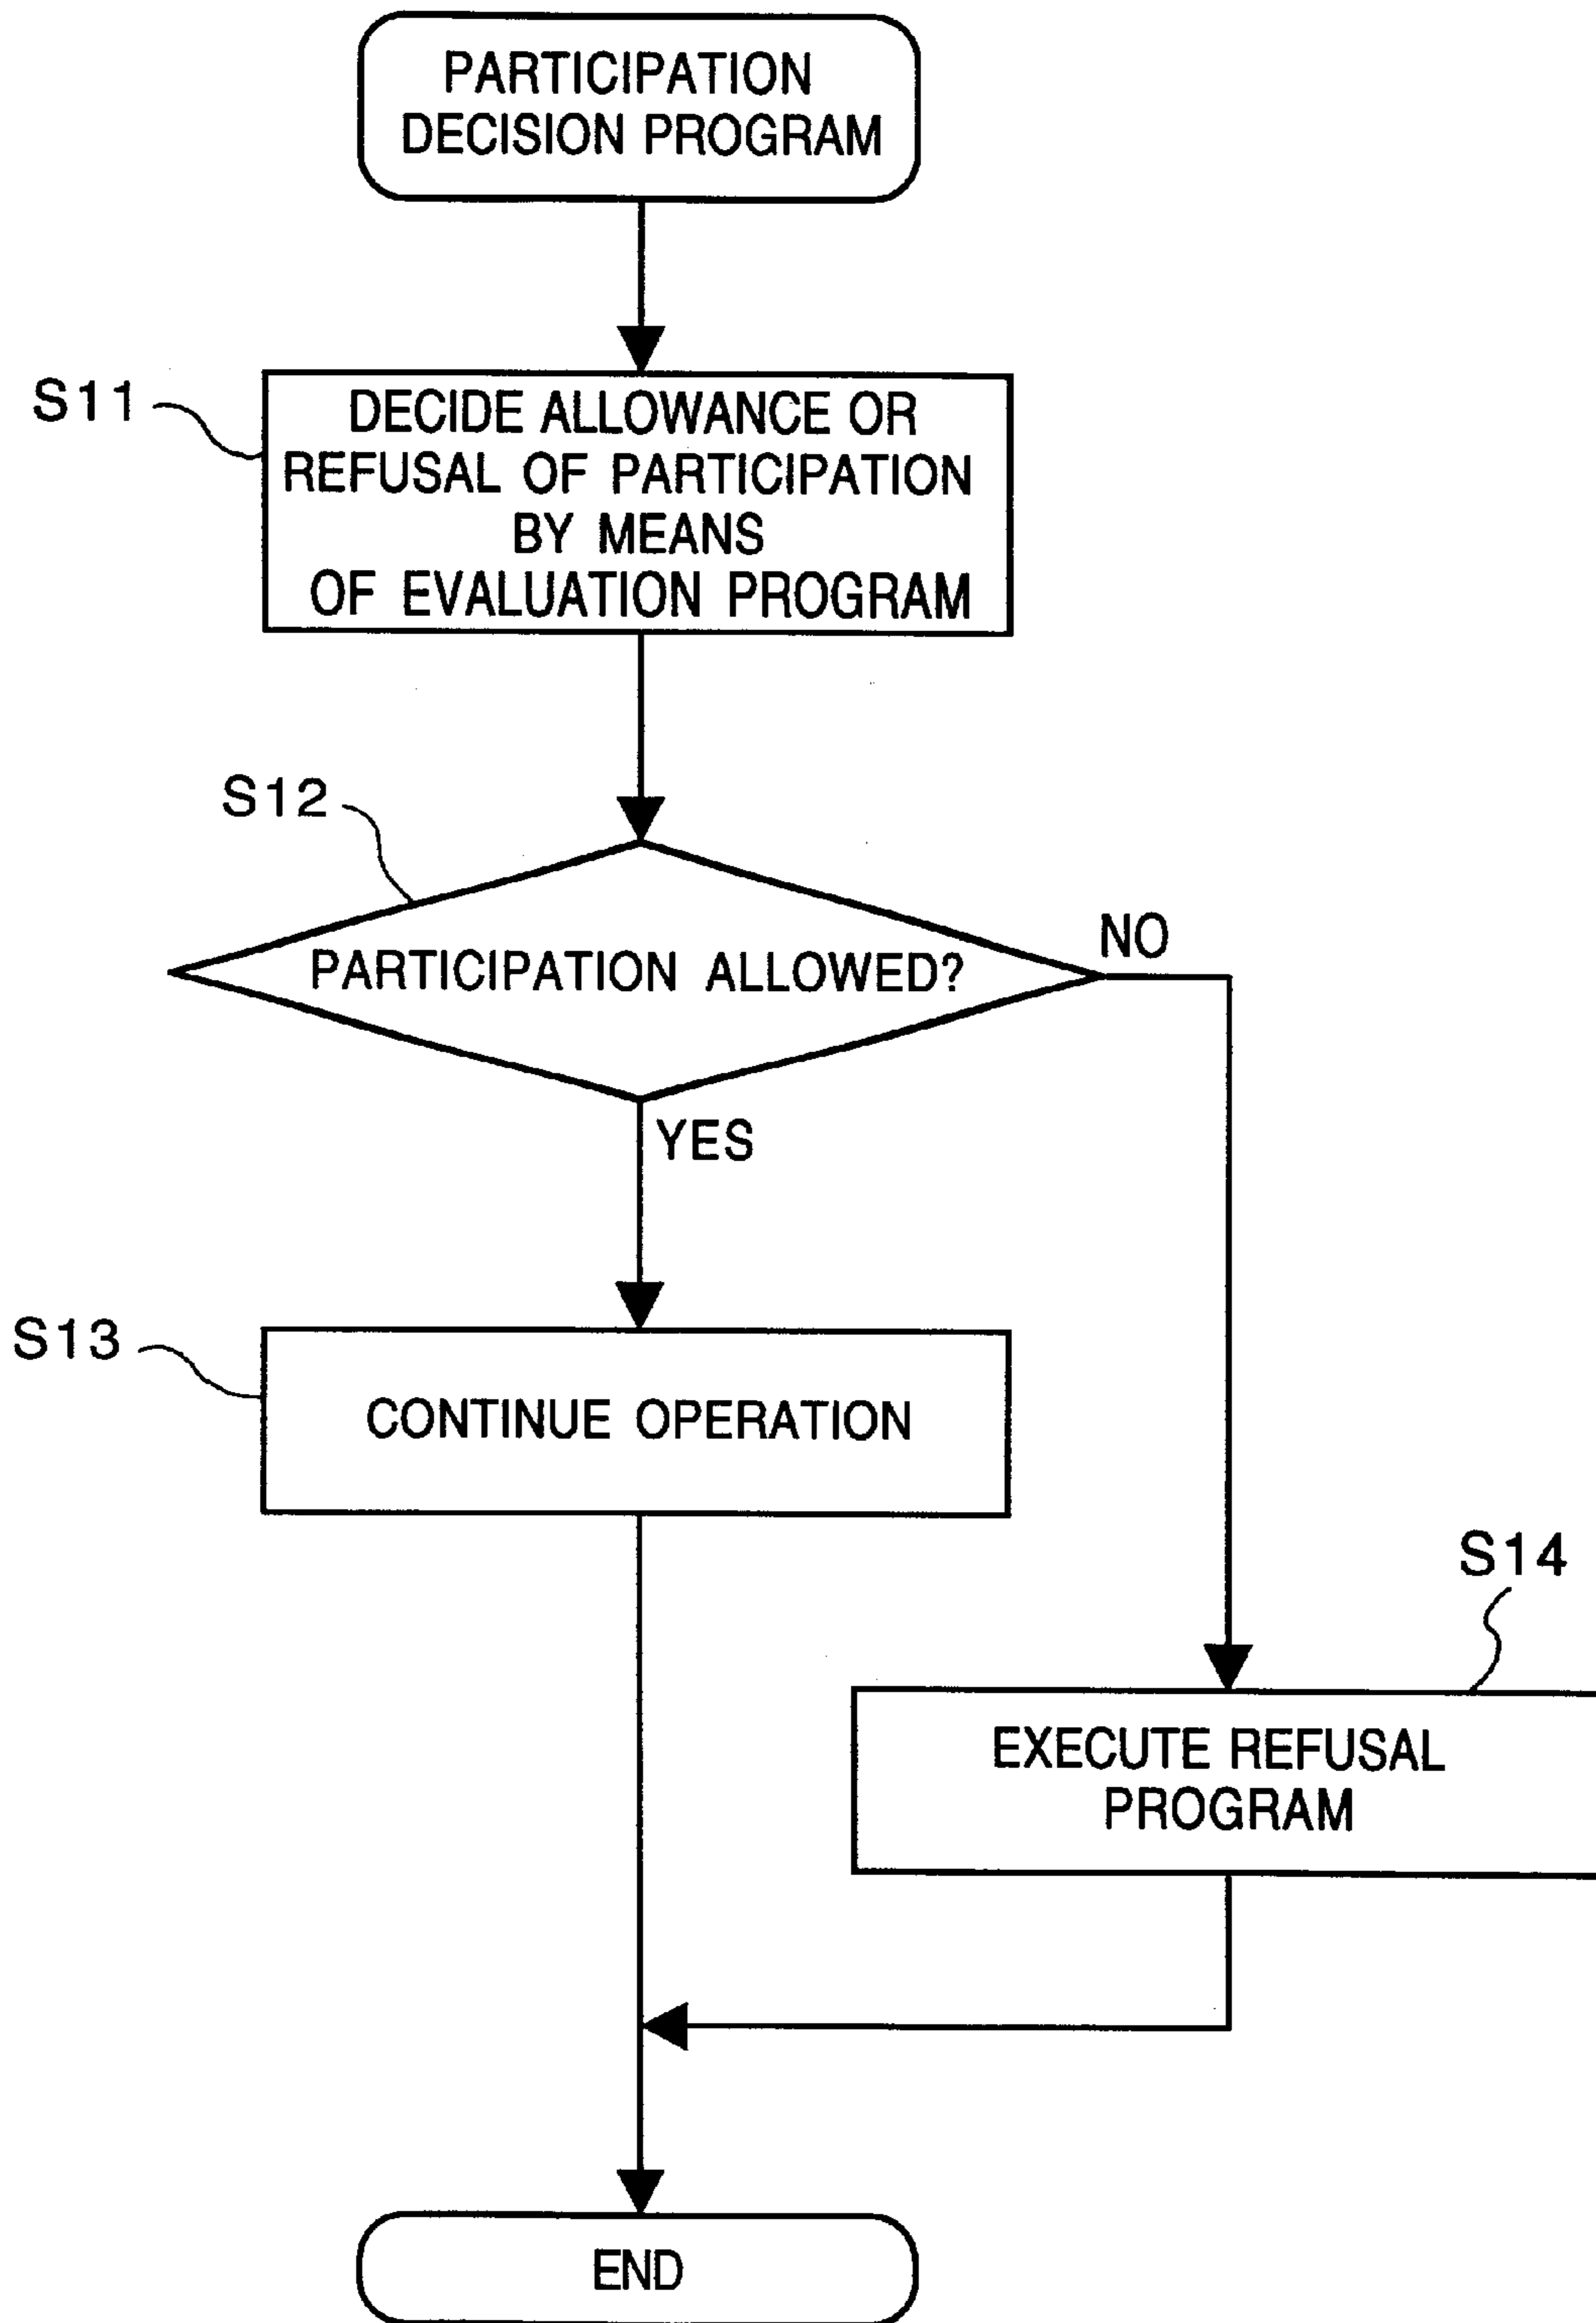 PARTICIPATION
DECISION PROGRAM
S11
DECIDE ALLOWANCE OR
REFUSAL OF PARTICIPATION
BY MEANS
OF EVALUATION PROGRAM
S12
PARTICIPATION ALLOWED?
NO
YES
S13
CONTINUE OPERATION
S14
EXECUTE REFUSAL
PROGRAM
END